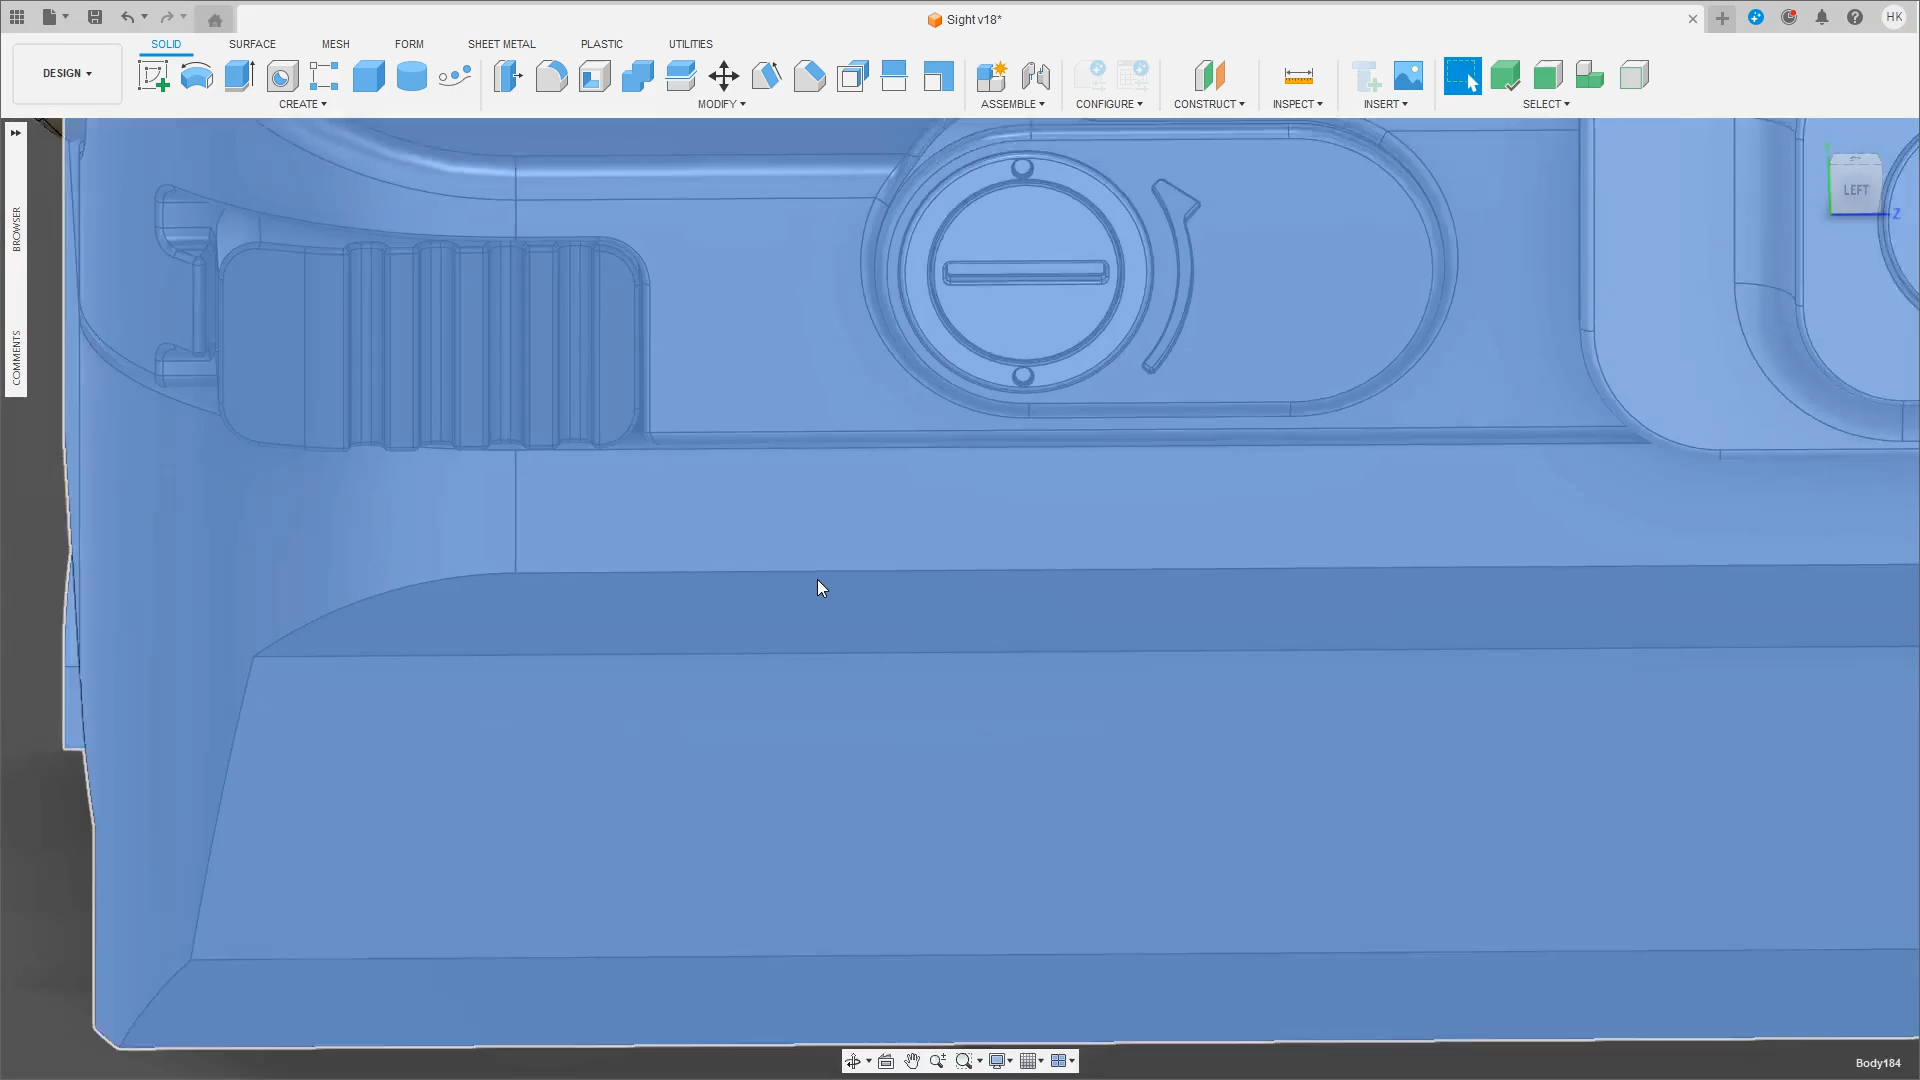 Sight v18*
HK
DESIGN
SOLID SURFACE MESH FORM SHEET METAL PLASTIC UTILITIES
CREATE MODIFY ASSEMBLE CONFIGURE CONSTRUCT INSPECT INSERT SELECT
BROWSER
COMMENTS
LEFT
Z
Body184